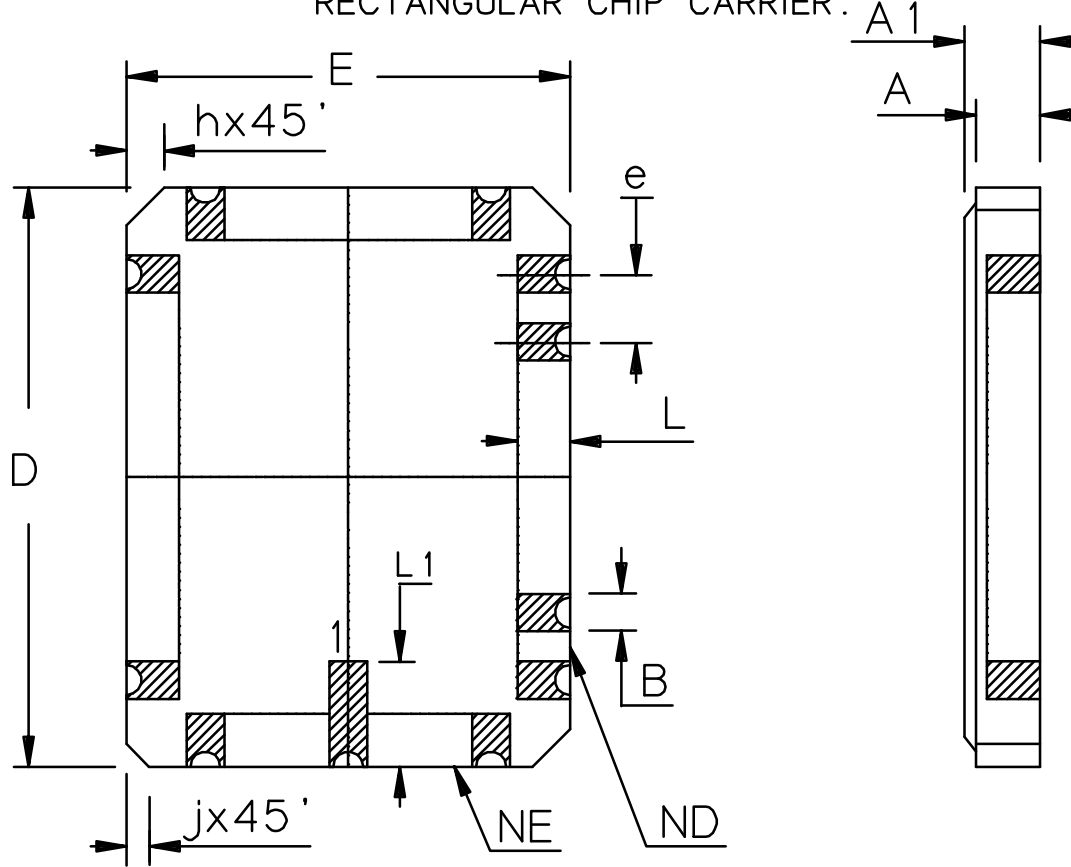 RECTANGULAR CHIP CARRIER.
A1
E
A
hx45'
e
L
D
L1
1
B
jx45'
NE
ND